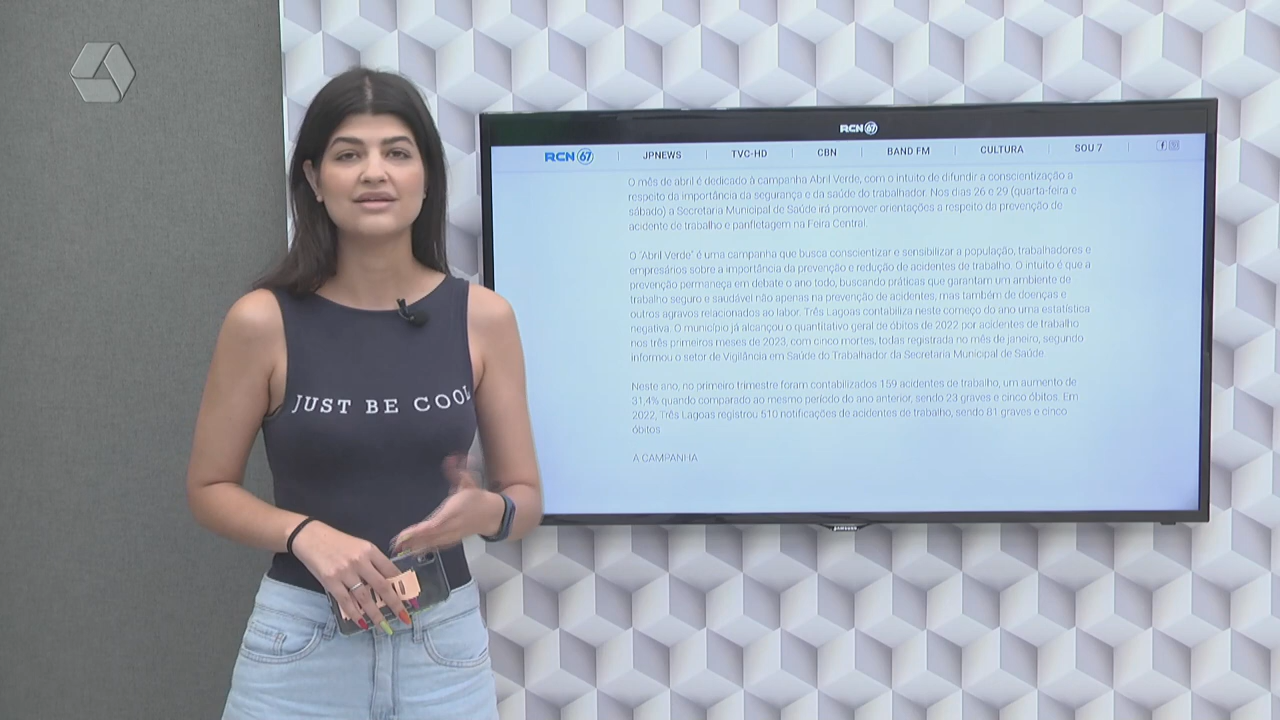 RCN 67
RCN 67 JPNEWS TVC-HD CBN BAND FM CULTURA SOU 7
O mês de abril é dedicado à campanha Abril Verde, com o intuito de difundir a conscientização a
respeito da importância da segurança e da saúde do trabalhador. Nos dias 26 e 29 (quarta-feira e
sábado) a Secretaria Municipal de Saúde irá promover orientações a respeito da prevenção de
acidente de trabalho e panfletagem na Feira Central.
O "Abril Verde" é uma campanha que busca conscientizar e sensibilizar a população, trabalhadores e
empresários sobre a importância da prevenção e redução de acidentes de trabalho. O intuito é que a
prevenção permaneça em debate o ano todo, buscando práticas que garantam um ambiente de
trabalho seguro e saudável não apenas na prevenção de acidentes, mas também de doenças e
outros agravos relacionados ao labor. Três Lagoas contabiliza neste começo do ano uma estatística
negativa. O município já alcançou o quantitativo geral de óbitos de 2022 por acidentes de trabalho
nos três primeiros meses de 2023, com cinco mortes, todas registrada no mês de janeiro, segundo
informou o setor de Vigilância em Saúde do Trabalhador da Secretaria Municipal de Saúde.
Neste ano, no primeiro trimestre foram contabilizados 159 acidentes de trabalho, um aumento de
31,4% quando comparado ao mesmo período do ano anterior, sendo 23 graves e cinco óbitos. Em
2022, Três Lagoas registrou 610 notificações de acidentes de trabalho, sendo 81 graves e cinco
óbitos
A CAMPANHA
JUST BE COOL
SAMSUNG